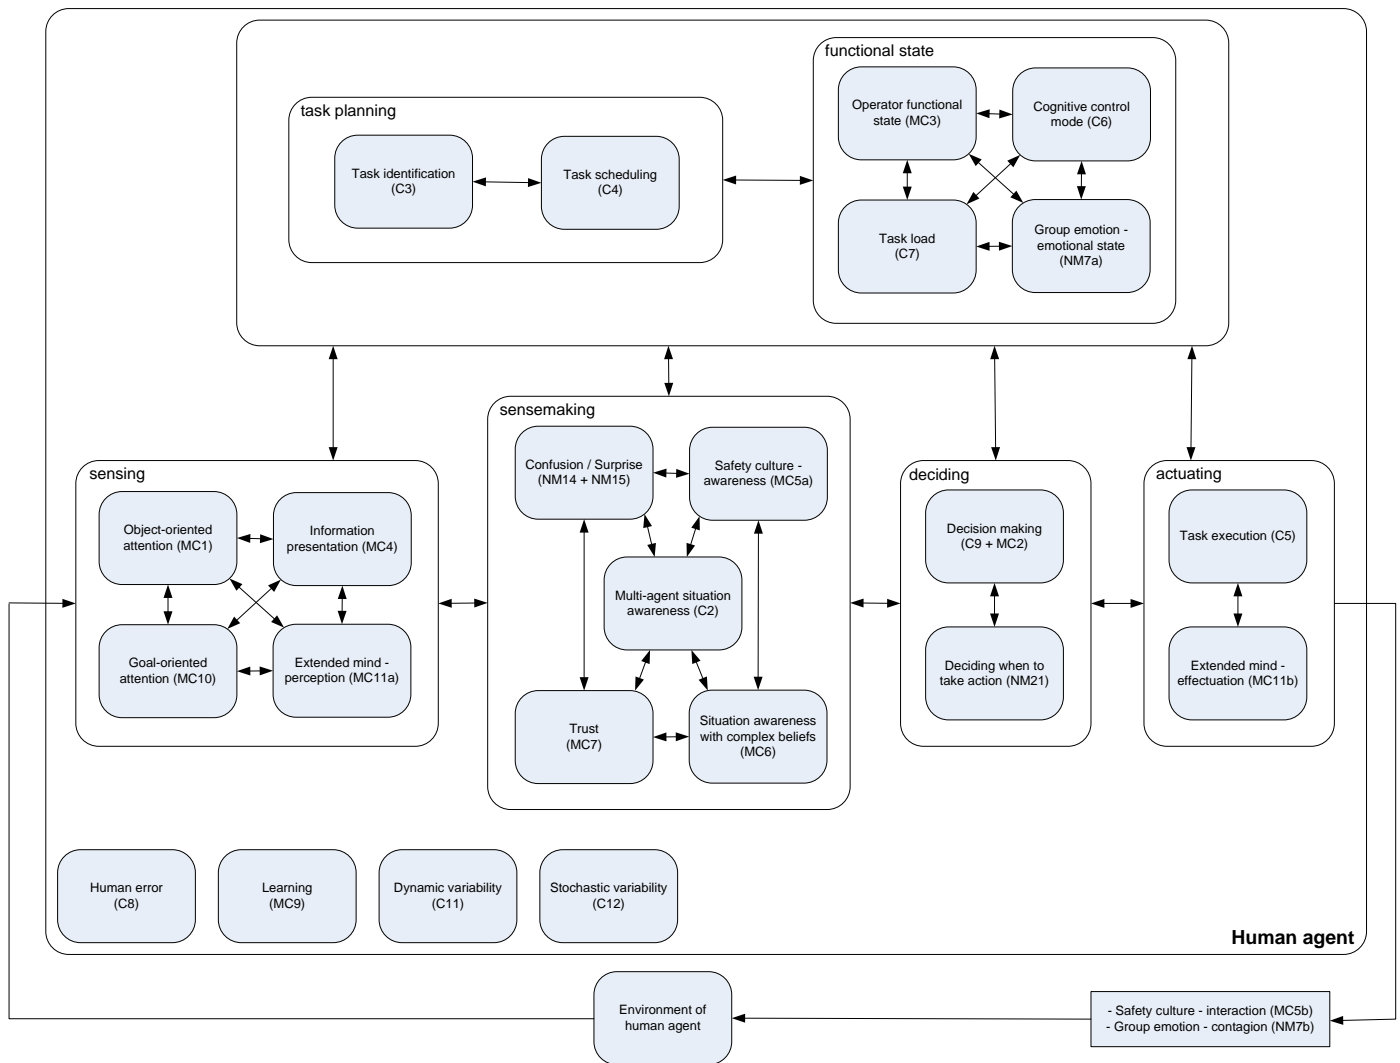 functional state
Operator functional
state (MC3)
Cognitive control
mode (C6)
Task load
(C7)
Group emotion -
emotional state
(NM7a)
task planning
Task identification
(C3)
Task scheduling
(C4)
sensing
Object-oriented
attention (MC1)
Information
presentation (MC4)
Goal-oriented
attention (MC10)
Extended mind -
perception (MC11a)
sensemaking
Confusion / Surprise
(NM14 + NM15)
Safety culture -
awareness (MC5a)
Multi-agent situation
awareness (C2)
Trust
(MC7)
Situation awareness
with complex beliefs
(MC6)
deciding
Decision making
(C9 + MC2)
Deciding when to
take action (NM21)
actuating
Task execution (C5)
Extended mind -
effectuation (MC11b)
Human error
(C8)
Learning
(MC9)
Dynamic variability
(C11)
Stochastic variability
(C12)
Human agent
Environment of
human agent
- Safety culture - interaction (MC5b)
- Group emotion - contagion (NM7b)